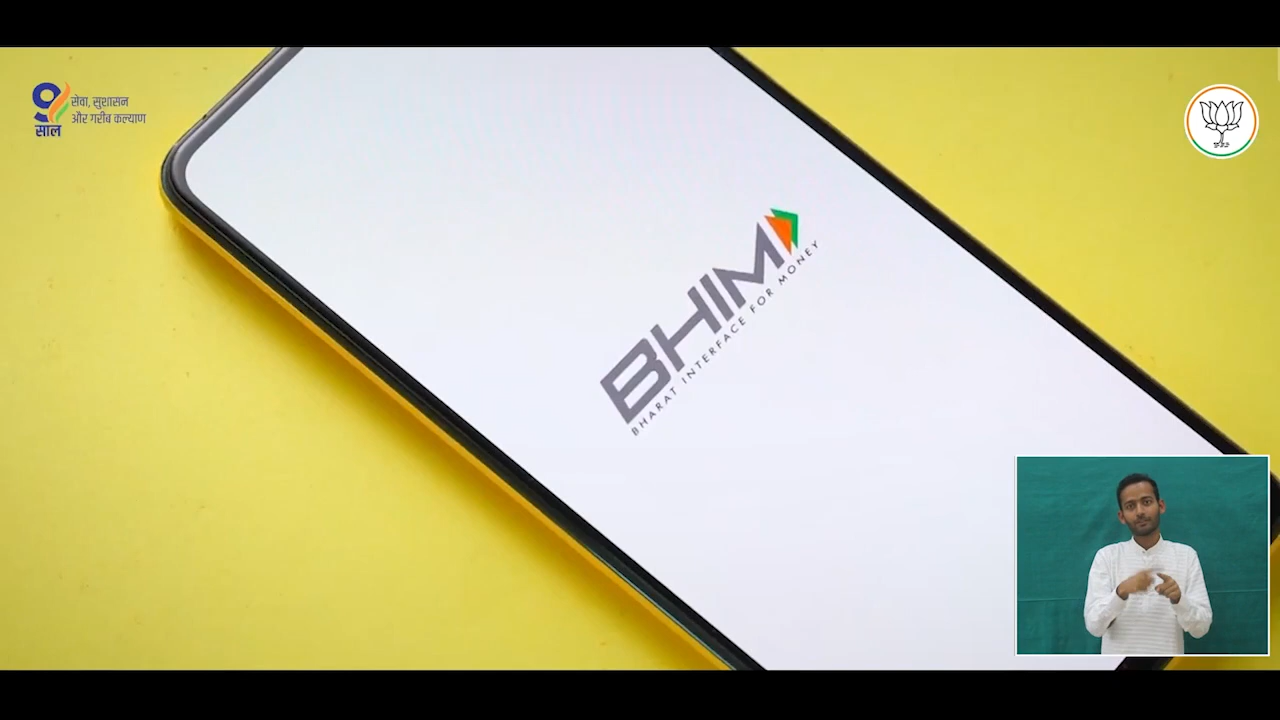 9
साल
सेवा, सुशासन
और गरीब कल्याण
BHIM
BHARAT INTERFACE FOR MONEY